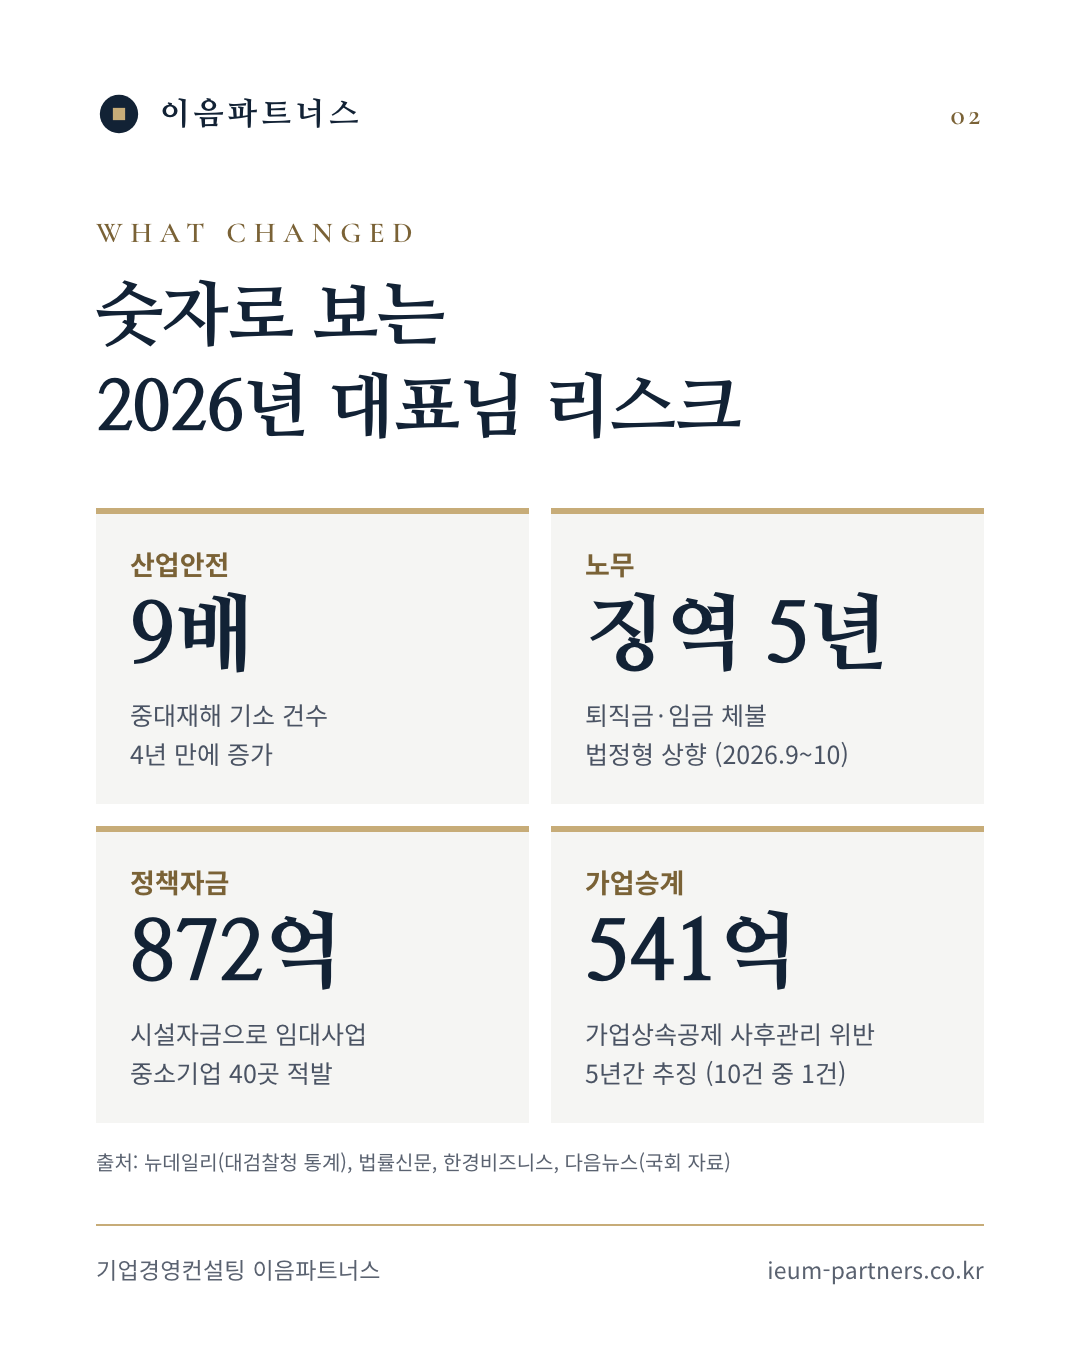 이음파트너스
02
WHAT CHANGED
숫자로 보는
2026년 대표님 리스크
산업안전
9배
중대재해 기소 건수
4년 만에 증가
노무
징역 5년
퇴직금·임금 체불
법정형 상향 (2026.9~10)
정책자금
872억
시설자금으로 임대사업
중소기업 40곳 적발
가업승계
541억
가업상속공제 사후관리 위반
5년간 추징 (10건 중 1건)
출처: 뉴데일리(대검찰청 통계), 법률신문, 한경비즈니스, 다음뉴스(국회 자료)
기업경영컨설팅 이음파트너스
ieum-partners.co.kr